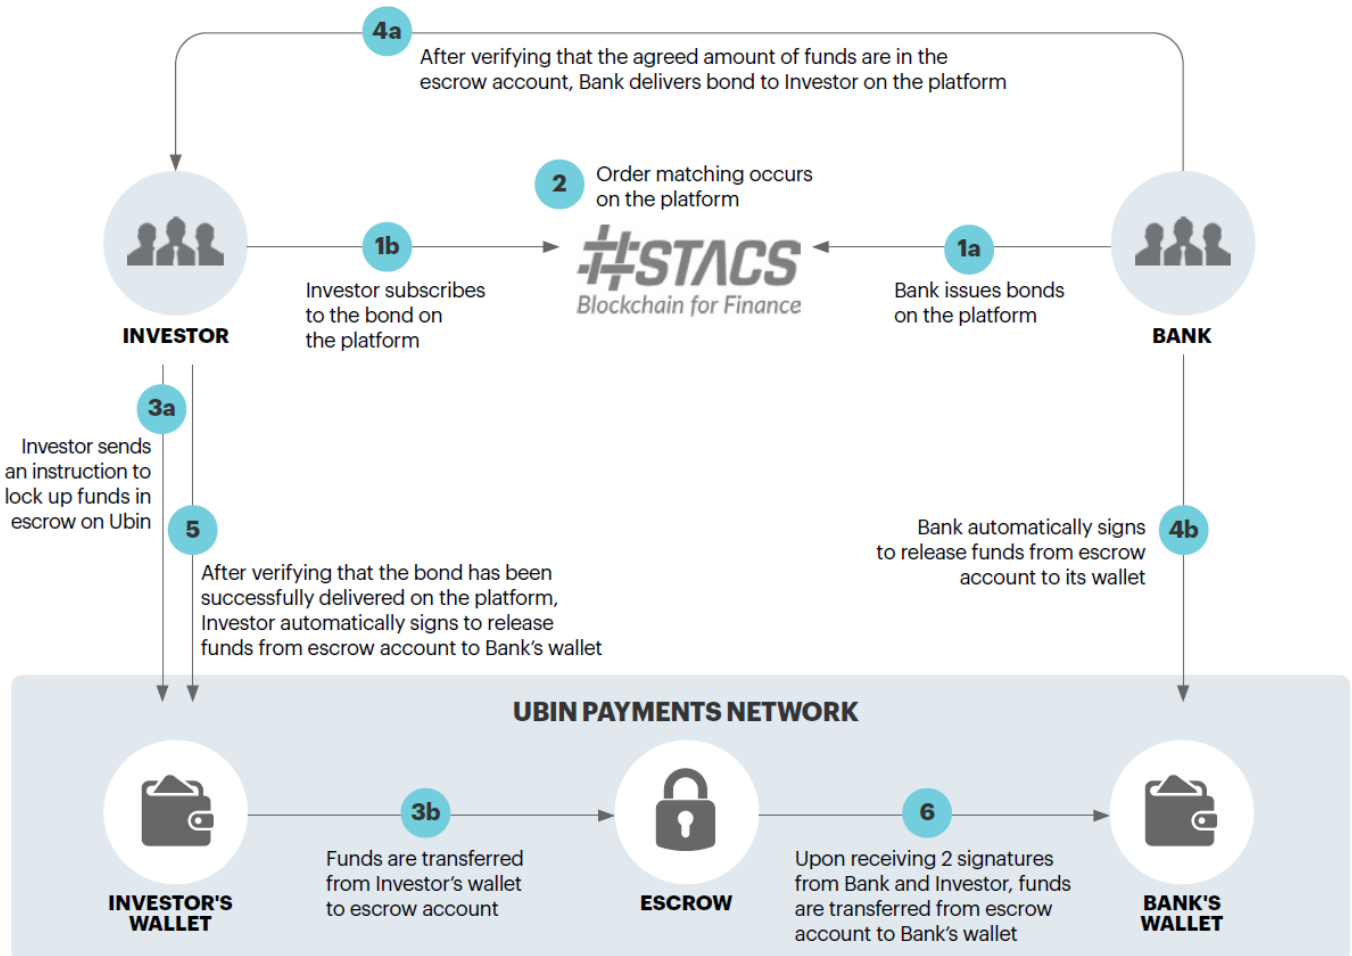 4a
After verifying that the agreed amount of funds are in the
escrow account, Bank delivers bond to Investor on the platform
2
Order matching occurs
on the platform
1b
Investor subscribes
to the bond on
the platform
#STACS
Blockchain for Finance
1a
Bank issues bonds
on the platform
INVESTOR
BANK
3a
Investor sends
an instruction to
lock up funds in
escrow on Ubin
5
After verifying that the bond has been
successfully delivered on the platform,
Investor automatically signs to release
funds from escrow account to Bank’s wallet
4b
Bank automatically signs
to release funds from escrow
account to its wallet
UBIN PAYMENTS NETWORK
3b
Funds are transferred
from Investor’s wallet
to escrow account
6
Upon receiving 2 signatures
from Bank and Investor, funds
are transferred from escrow
account to Bank’s wallet
INVESTOR'S
WALLET
ESCROW
BANK'S
WALLET